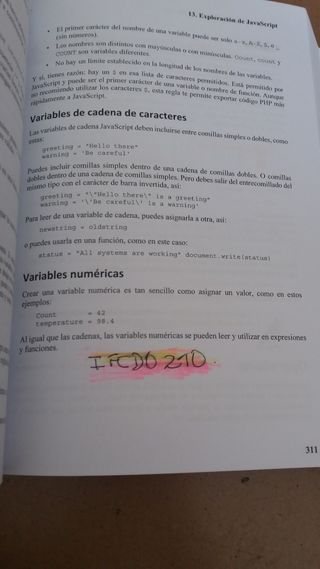 13. Exploración de JavaScript
• El primer carácter del nombre de una variable puede ser solo a-z, A-Z, $, o _
(sin números).
• Los nombres son distintos con mayúsculas o con minúsculas. Count, count y
COUNT son variables diferentes.
• No hay un límite establecido en la longitud de los nombres de las variables.
Y sí, tienes razón: hay un $ en esa lista de caracteres permitidos. Está permitido por
JavaScript y puede ser el primer carácter de una variable o nombre de función. Aunque
no recomiendo utilizar los caracteres $, esta regla te permite exportar código PHP más
rápidamente a JavaScript.
Variables de cadena de caracteres
Las variables de cadena JavaScript deben incluirse entre comillas simples o dobles, como
estas:
greeting = "Hello there"
warning = 'Be careful'
Puedes incluir comillas simples dentro de una cadena de comillas dobles. O comillas
dobles dentro de una cadena de comillas simples. Pero debes salir del entrecomillado del
mismo tipo con el carácter de barra invertida, así:
greeting = "\"Hello there\" is a greeting"
warning = '\'Be careful\' is a warning'
Para leer de una variable de cadena, puedes asignarla a otra, así:
newstring = oldstring
o puedes usarla en una función, como en este caso:
status = "All systems are working" document.write(status)
Variables numéricas
Crear una variable numérica es tan sencillo como asignar un valor, como en estos
ejemplos:
Count = 42
temperature = 98.4
Al igual que las cadenas, las variables numéricas se pueden leer y utilizar en expresiones
y funciones.
IFCD0210
311